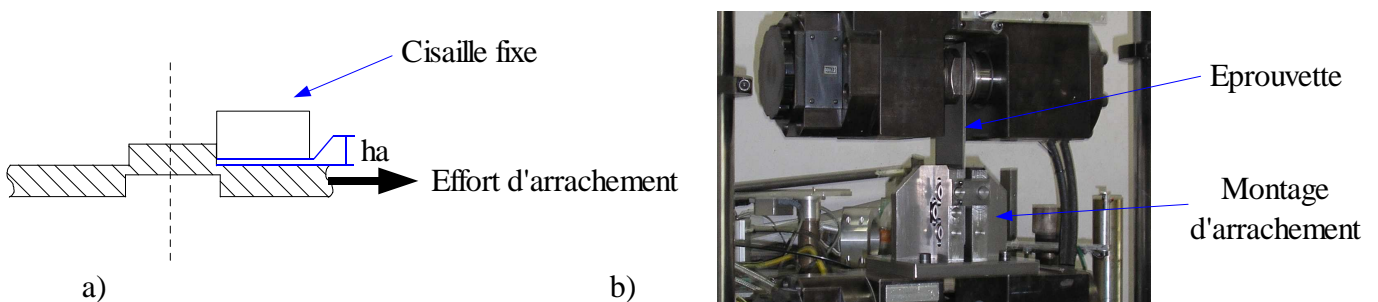 Cisaille fixe
ha
Effort d'arrachement
a)
b)
Eprouvette
Montage
d'arrachement